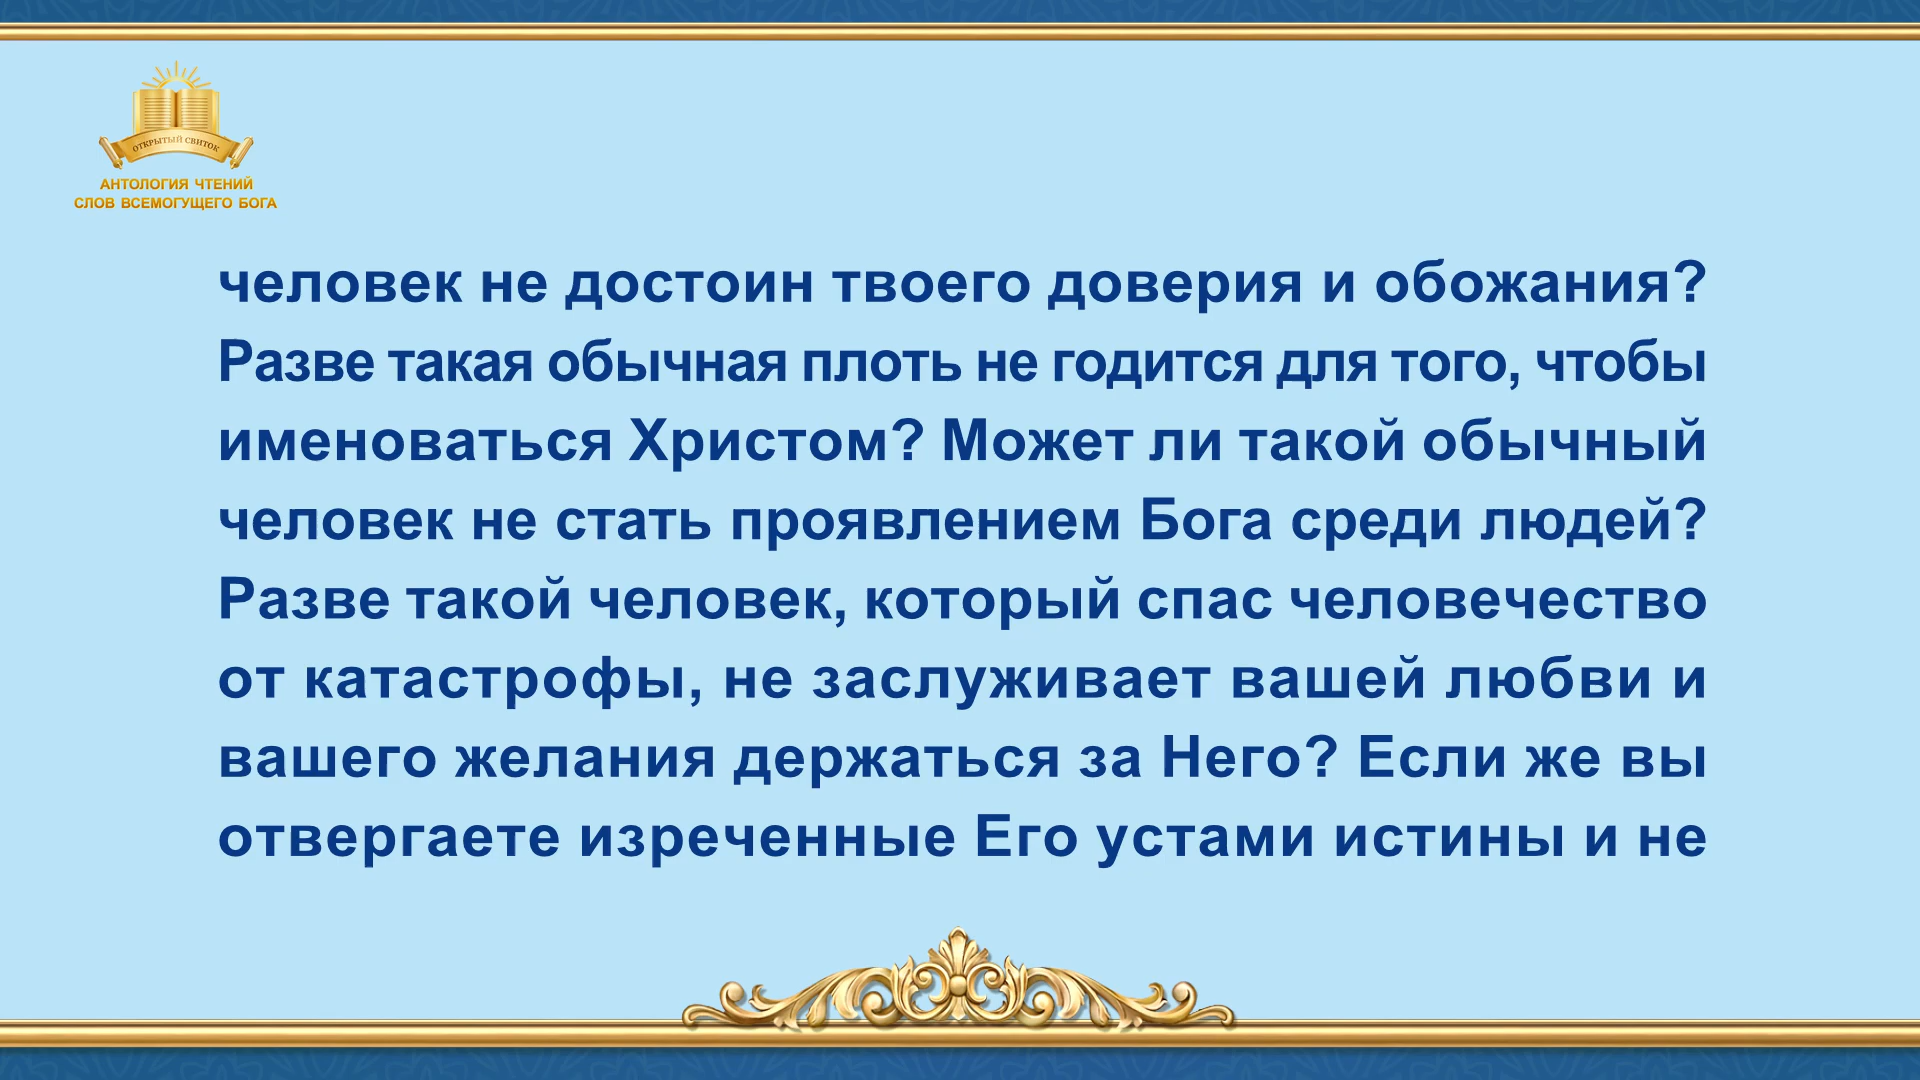 ОТКРЫТЫЙ СВИТОК
АНТОЛОГИЯ ЧТЕНИЙ
СЛОВ ВСЕМОГУЩЕГО БОГА
человек не достоин твоего доверия и обожания?
Разве такая обычная плоть не годится для того, чтобы
именоваться Христом? Может ли такой обычный
человек не стать проявлением Бога среди людей?
Разве такой человек, который спас человечество
от катастрофы, не заслуживает вашей любви и
вашего желания держаться за Него? Если же вы
отвергаете изреченные Его устами истины и не